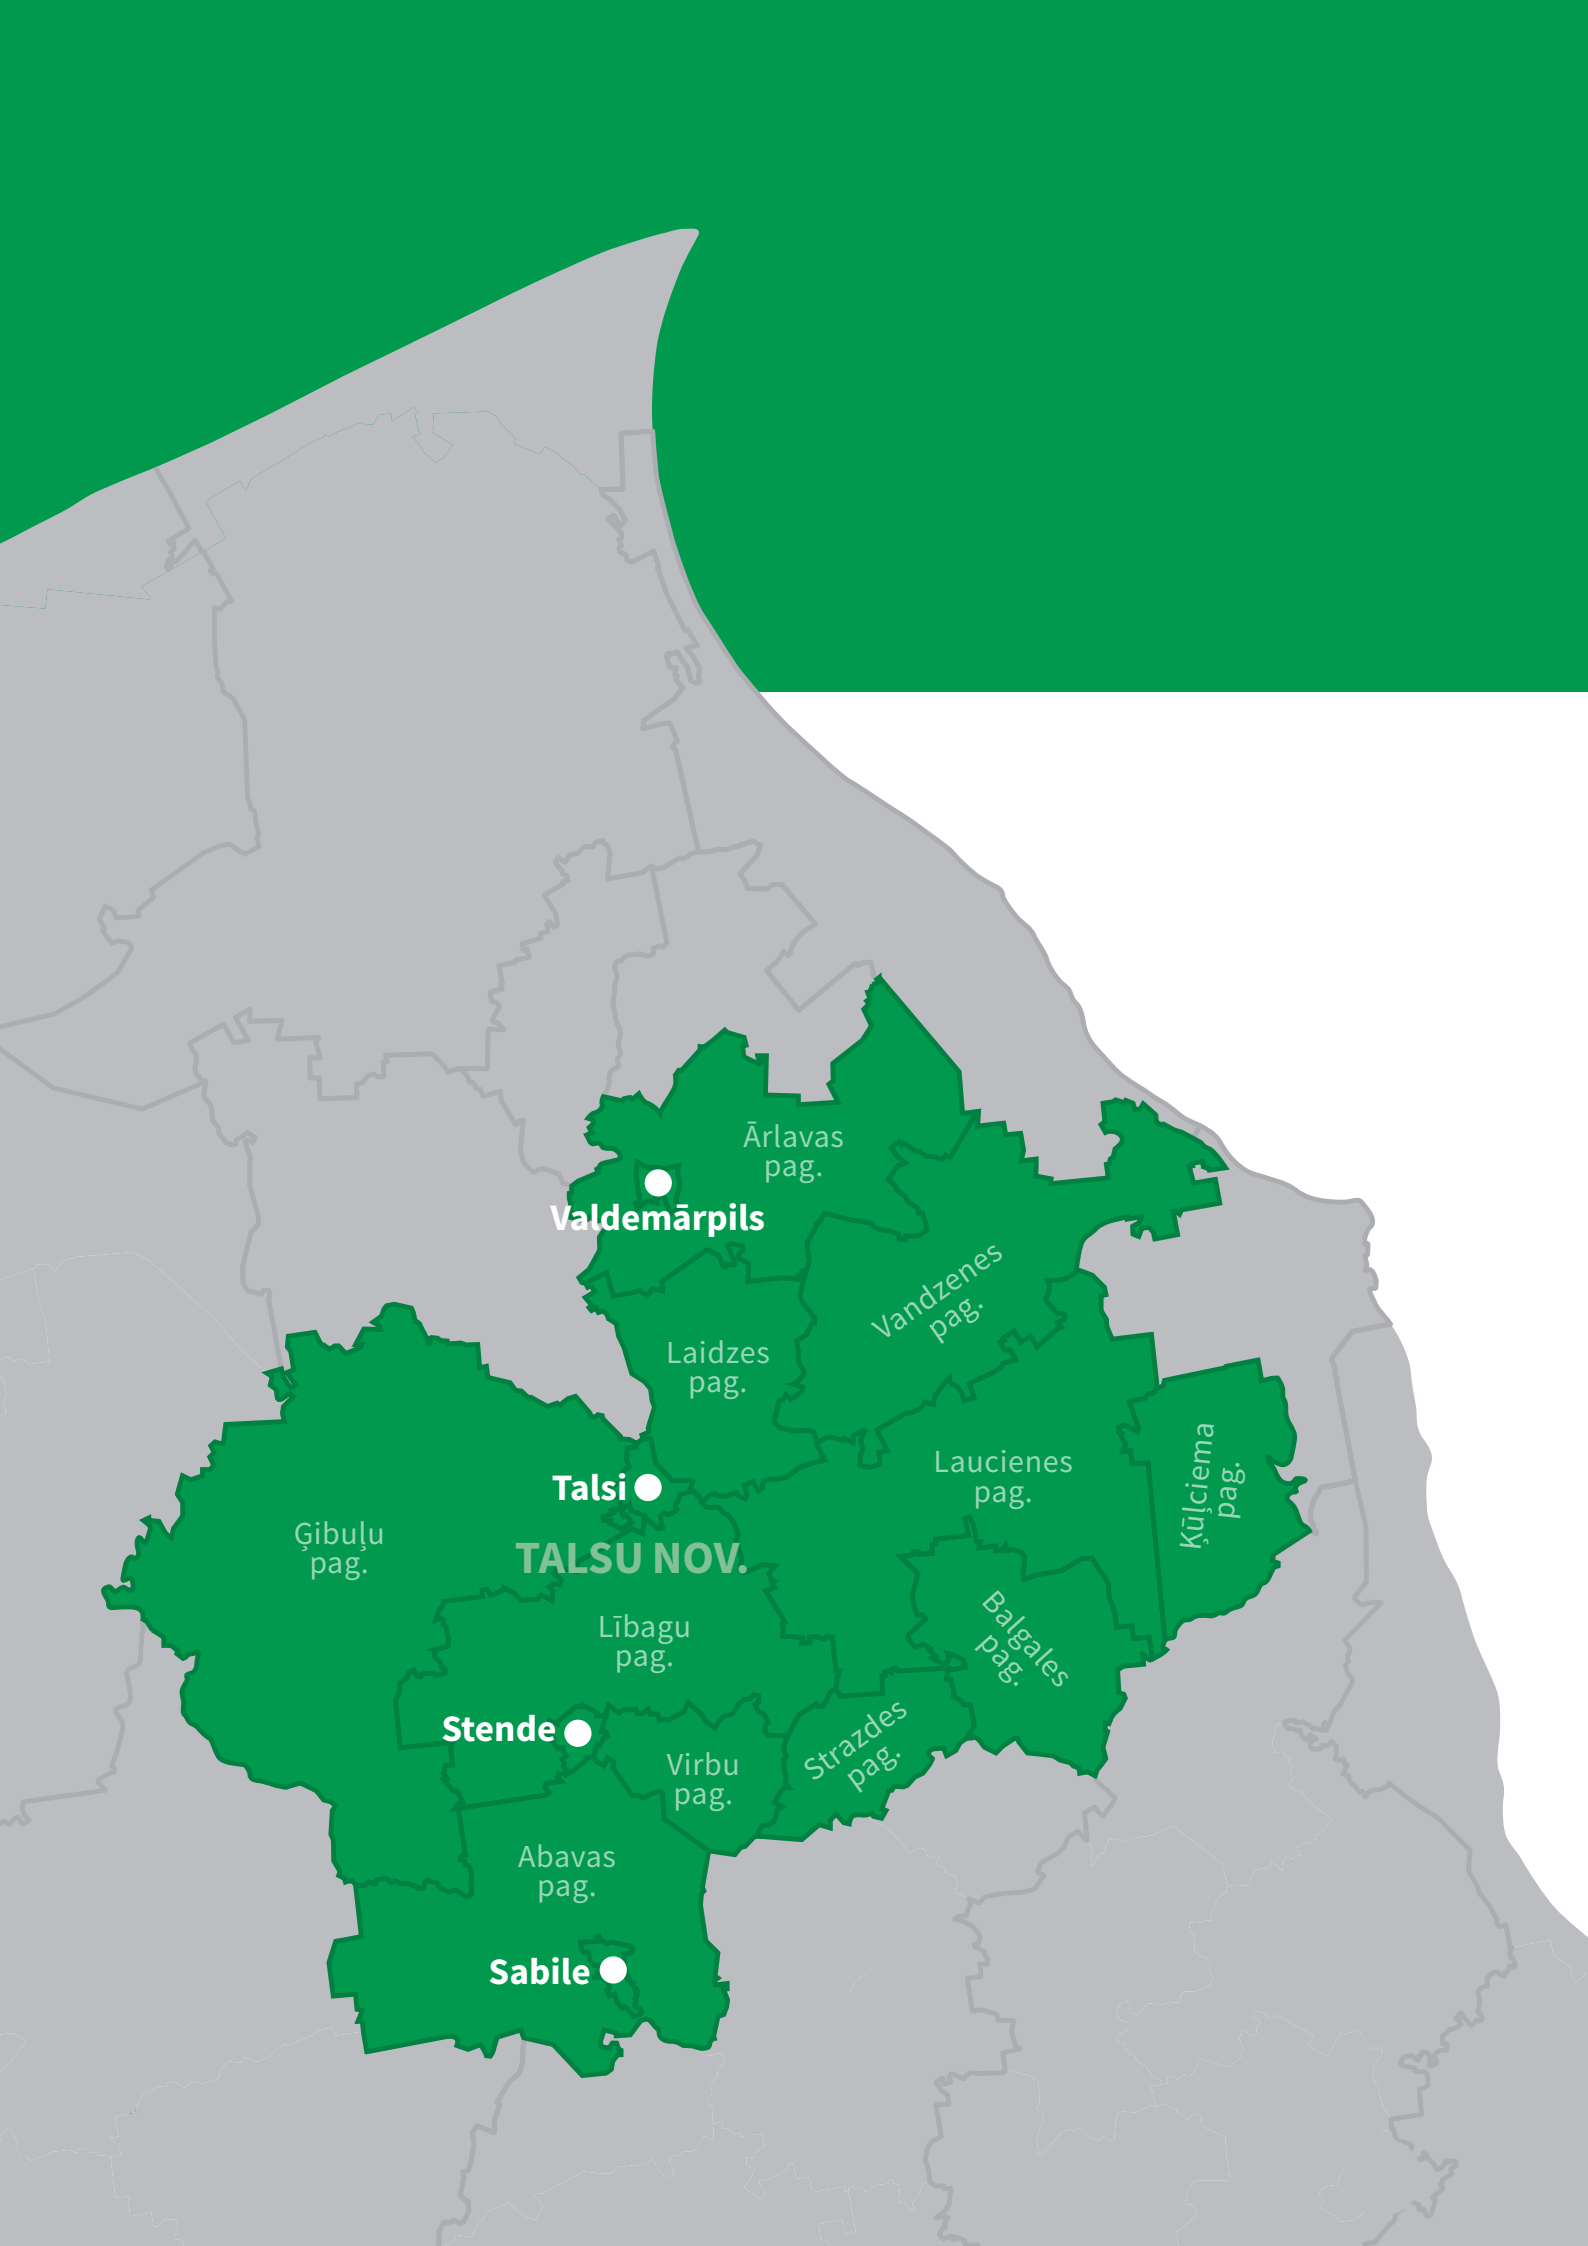 Ārlavas
pag.
Valdemārpils
Vandzenes
pag.
Laidzes
pag.
Laucienes
pag.
Ķūļciema
pag.
Talsi
Ģibuļu
pag.
TALSU NOV.
Lībagu
pag.
Balgales
pag.
Stende
Strazdes
pag.
Virbu
pag.
Abavas
pag.
Sabile